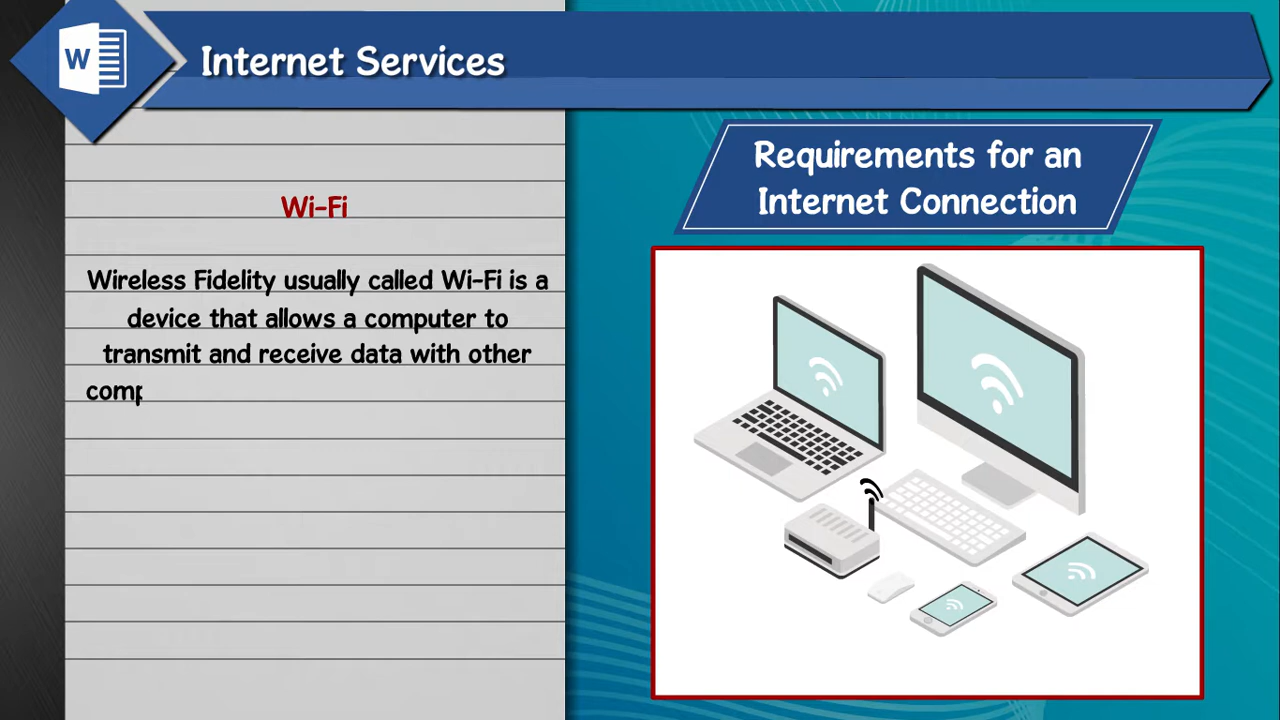 W
Internet Services
Requirements for an
Internet Connection
Wi-Fi
Wireless Fidelity usually called Wi-Fi is a
device that allows a computer to
transmit and receive data with other
comp